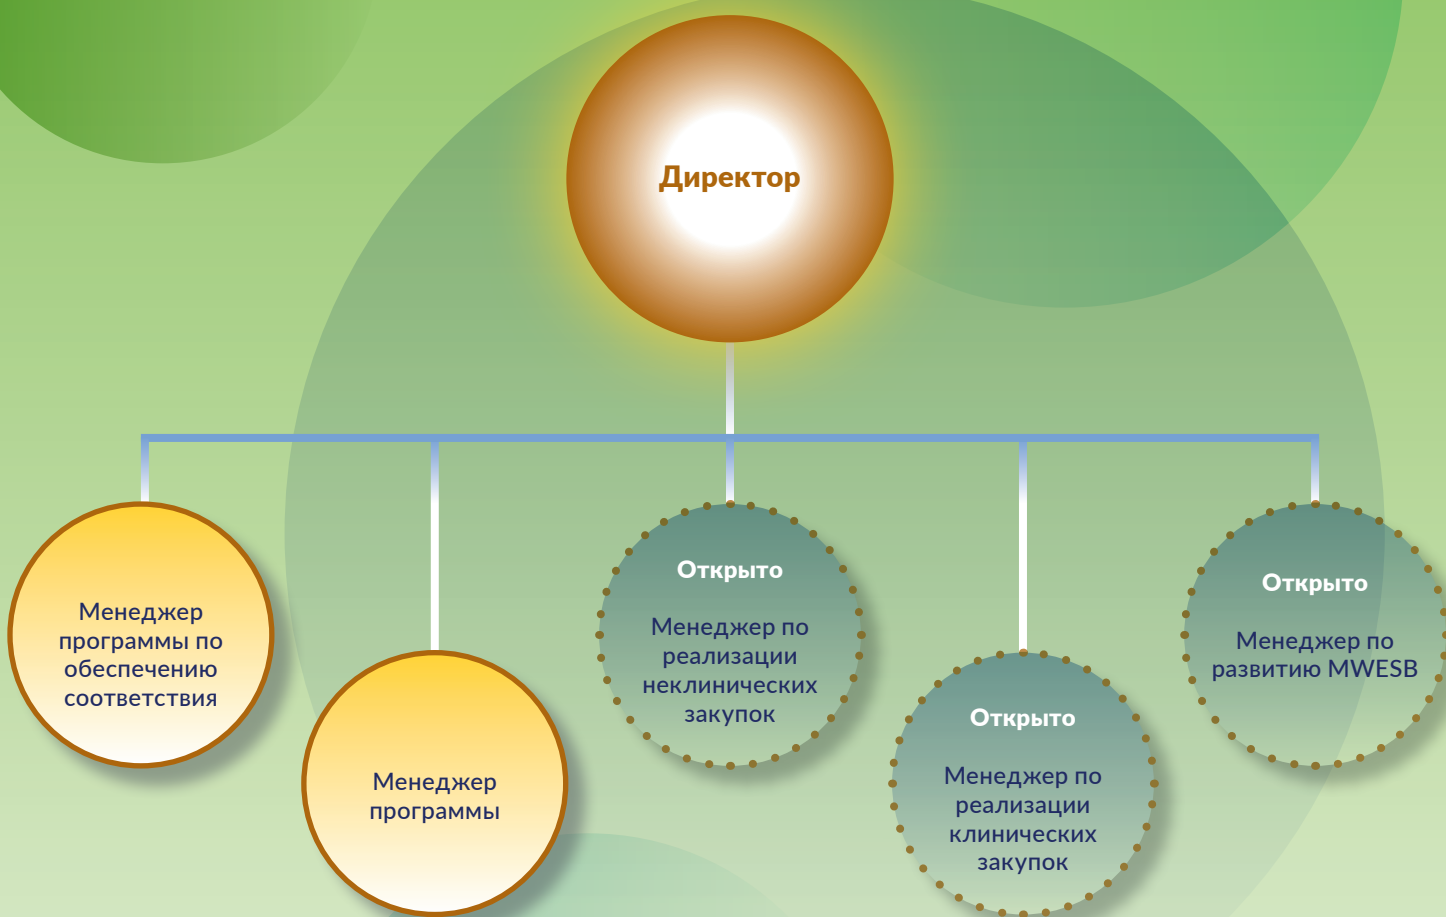 Директор
Менеджер
программы по
обеспечению
соответствия
Менеджер
программы
Открыто
Менеджер по
реализации
неклинических
закупок
Открыто
Менеджер по
реализации
клинических
закупок
Открыто
Менеджер по
развитию MWESB